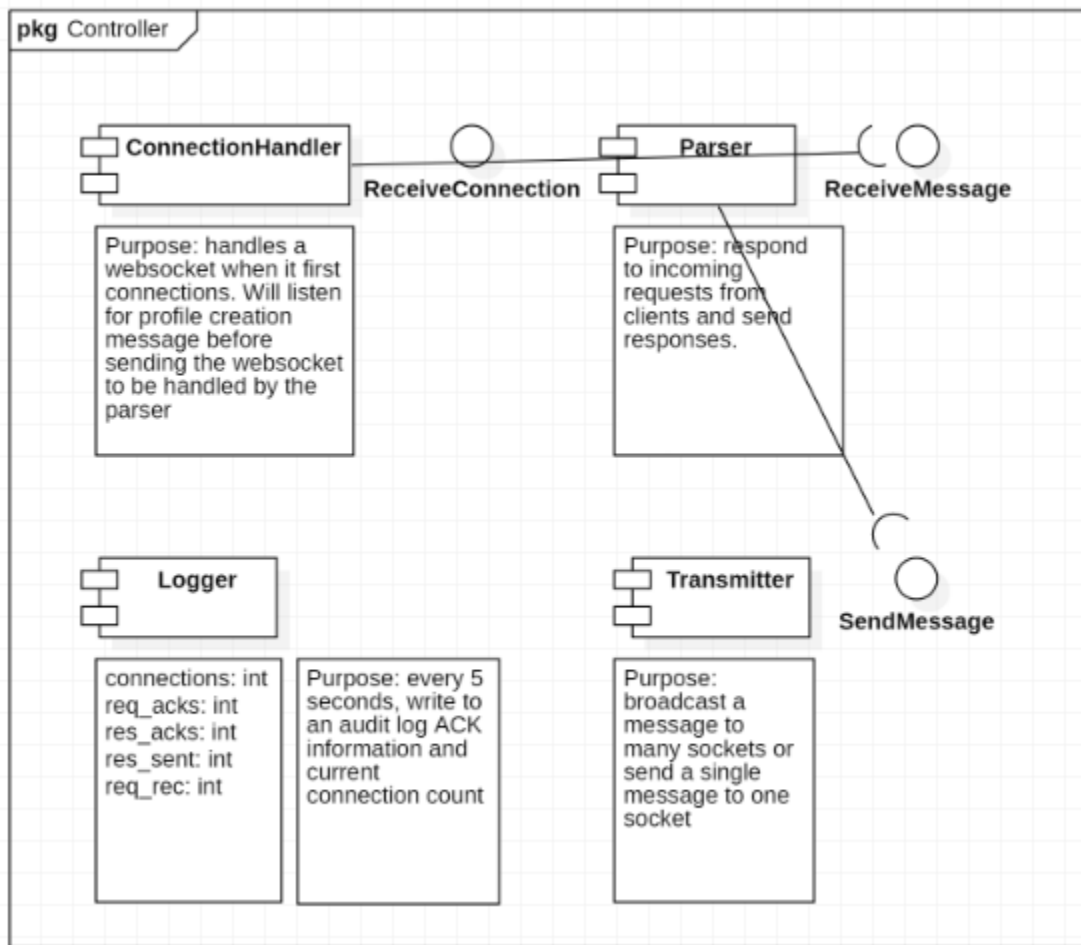 pkg Controller
ConnectionHandler
ReceiveConnection
Parser
ReceiveMessage
Purpose: handles a
websocket when it first
connections. Will listen
for profile creation
message before
sending the websocket
to be handled by the
parser
Purpose: respond
to incoming
requests from
clients and send
responses.
Logger
Transmitter
SendMessage
connections: int
req_acks: int
res_acks: int
res_sent: int
req_rec: int
Purpose: every 5
seconds, write to
an audit log ACK
information and
current
connection count
Purpose:
broadcast a
message to
many sockets or
send a single
message to one
socket